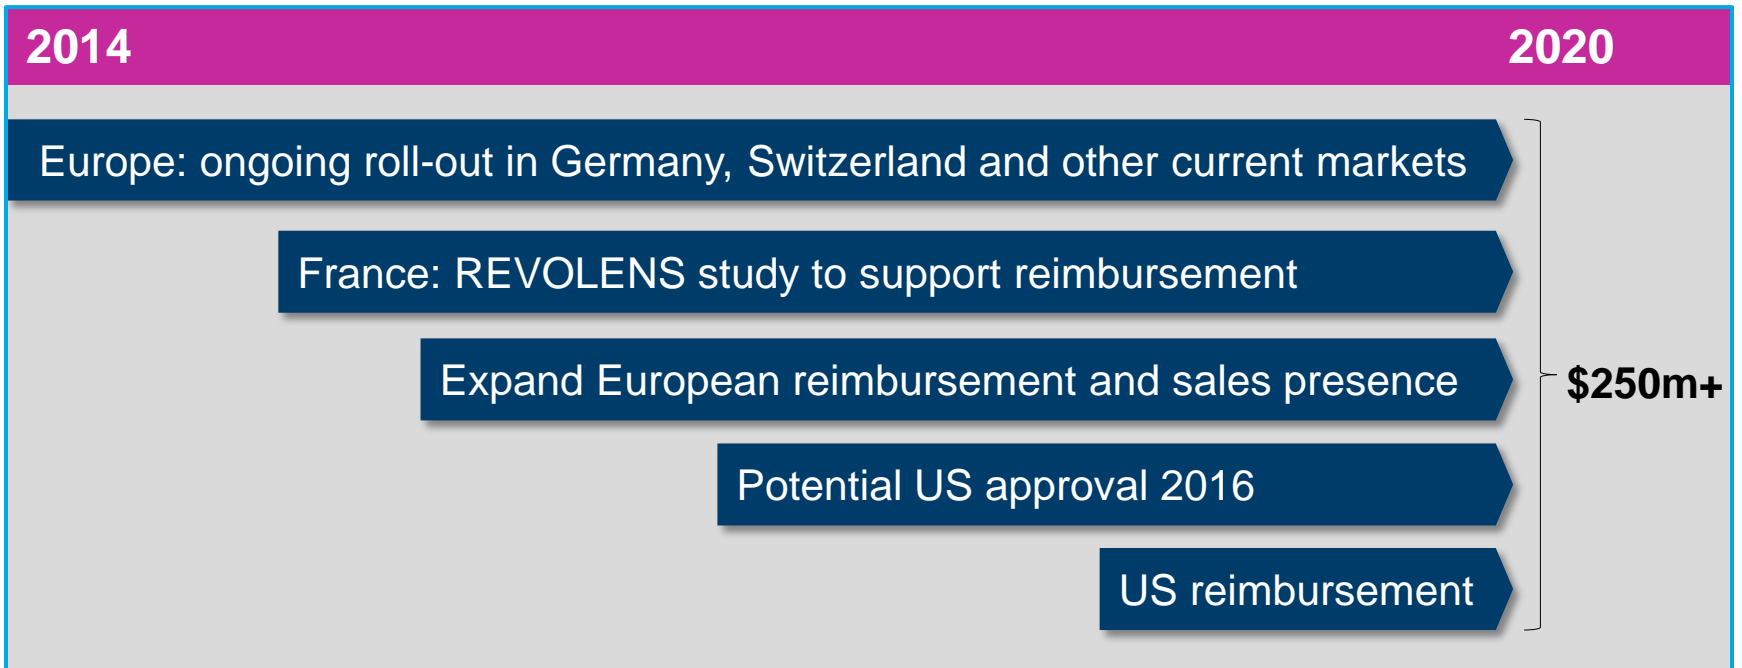 2014 2020
Europe: ongoing roll-out in Germany, Switzerland and other current markets
France: REVOLENS study to support reimbursement
Expand European reimbursement and sales presence
$250m+
Potential US approval 2016
US reimbursement